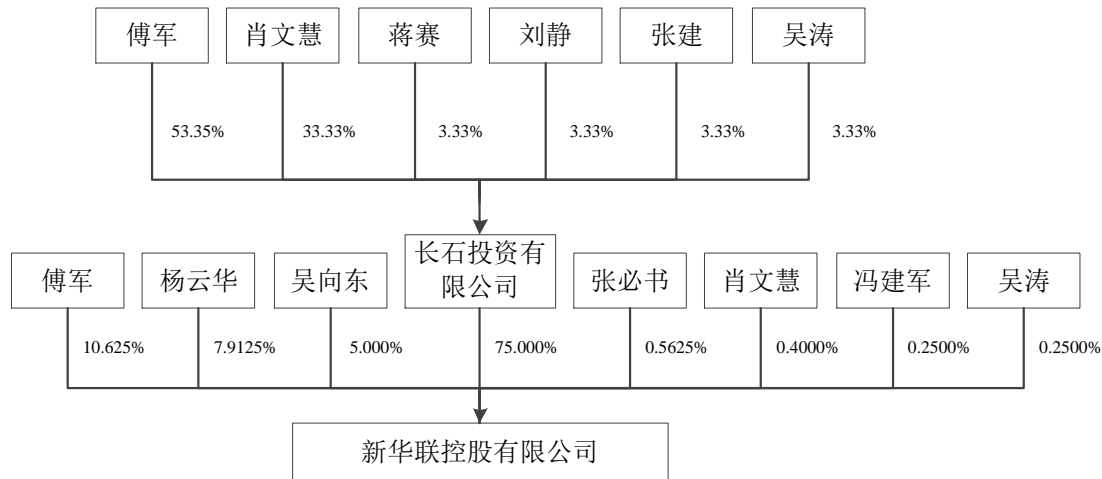 傅军 肖文慧 蒋赛 刘静 张建 吴涛
53.35% 33.33% 3.33% 3.33% 3.33% 3.33%
长石投资有
限公司
傅军 杨云华 吴向东 张必书 肖文慧 冯建军 吴涛
10.625% 7.9125% 5.000% 75.000% 0.5625% 0.4000% 0.2500% 0.2500%
新华联控股有限公司